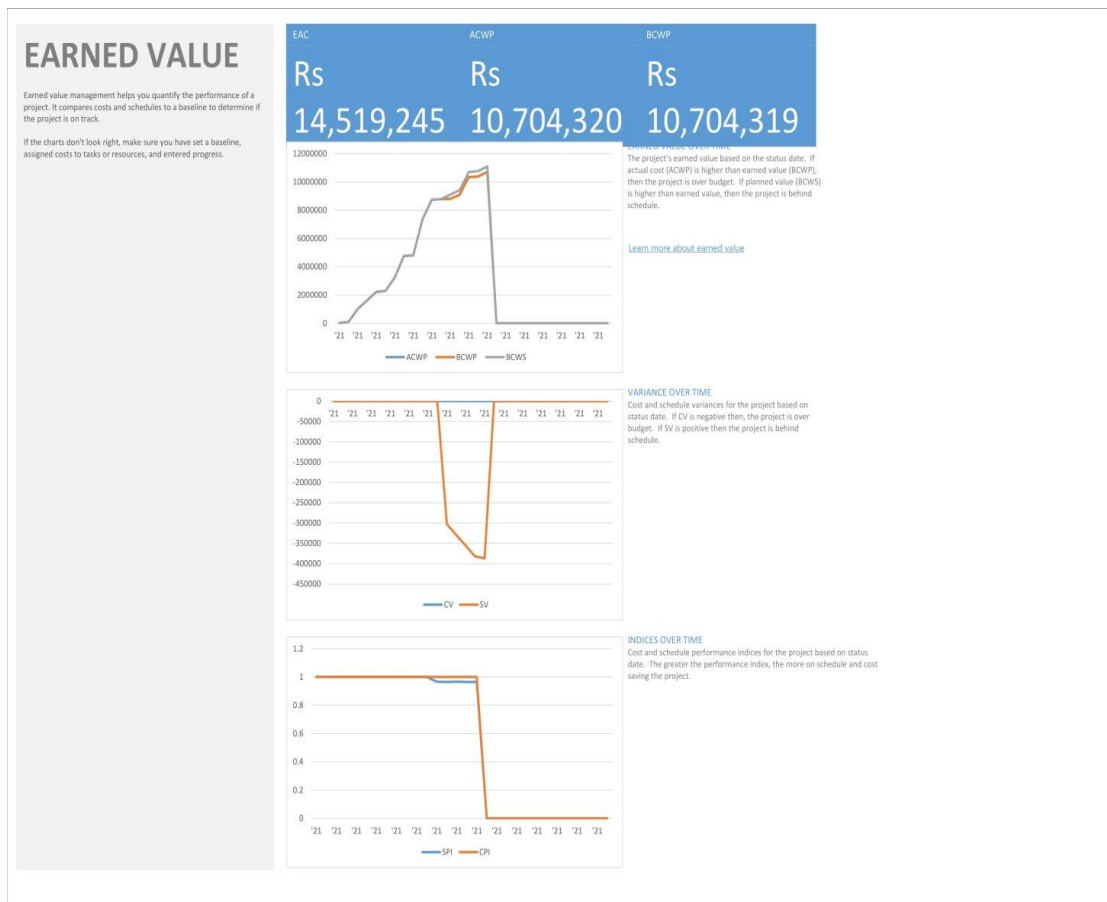 EARNED VALUE
Earned value management helps you quantify the performance of a
project. It compares costs and schedules to a baseline to determine if
the project is on track.
If the charts don't look right, make sure you have set a baseline,
assigned costs to tasks or resources, and entered progress.
EAC ACWP BCWP
Rs Rs Rs
14,519,245 10,704,320 10,704,319
EARNED VALUE OVER TIME
The project's earned value based on the status date. If
actual cost (ACWP) is higher than earned value (BCWP),
then the project is over budget. If planned value (BCWS)
is higher than earned value, then the project is behind
schedule.
Learn more about earned value
12000000
10000000
8000000
6000000
4000000
2000000
0
'21 '21 '21 '21 '21 '21 '21 '21 '21 '21 '21 '21 '21 '21 '21
ACWP BCWP BCWS
VARIANCE OVER TIME
Cost and schedule variances for the project based on
status date. If CV is negative then, the project is over
budget. If SV is positive then the project is behind
schedule.
0
'21 '21 '21 '21 '21 '21 '21 '21 '21 '21 '21 '21 '21 '21 '21
-50000
-100000
-150000
-200000
-250000
-300000
-350000
-400000
-450000
CV SV
INDICES OVER TIME
Cost and schedule performance indices for the project based on status
date. The greater the performance index, the more on schedule and cost
saving the project.
1.2
1
0.8
0.6
0.4
0.2
0
'21 '21 '21 '21 '21 '21 '21 '21 '21 '21 '21 '21 '21 '21 '21
SPI CPI